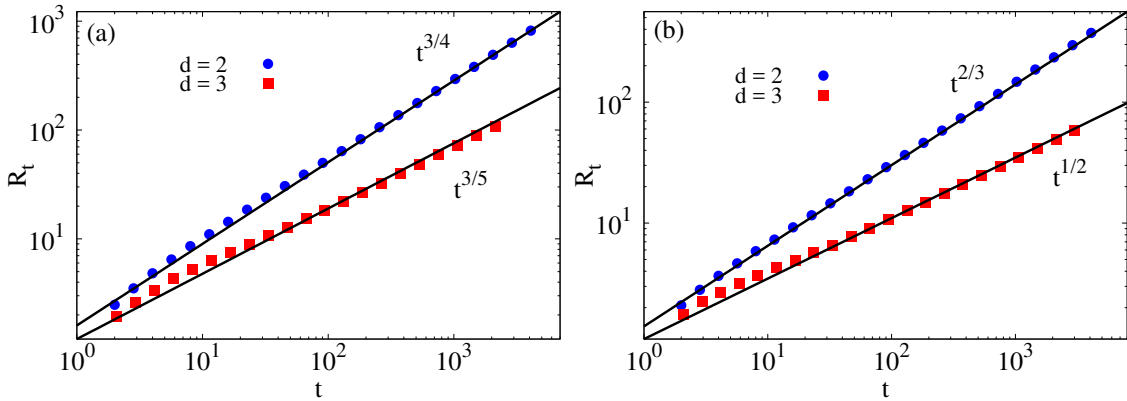 (a)
d = 2
d = 3
t^{3/4}
t^{3/5}
R_t
10^3
10^2
10^1
10^0 10^1 10^2 10^3
t
(b)
d = 2
d = 3
t^{2/3}
t^{1/2}
R_t
10^2
10^1
10^0 10^1 10^2 10^3
t